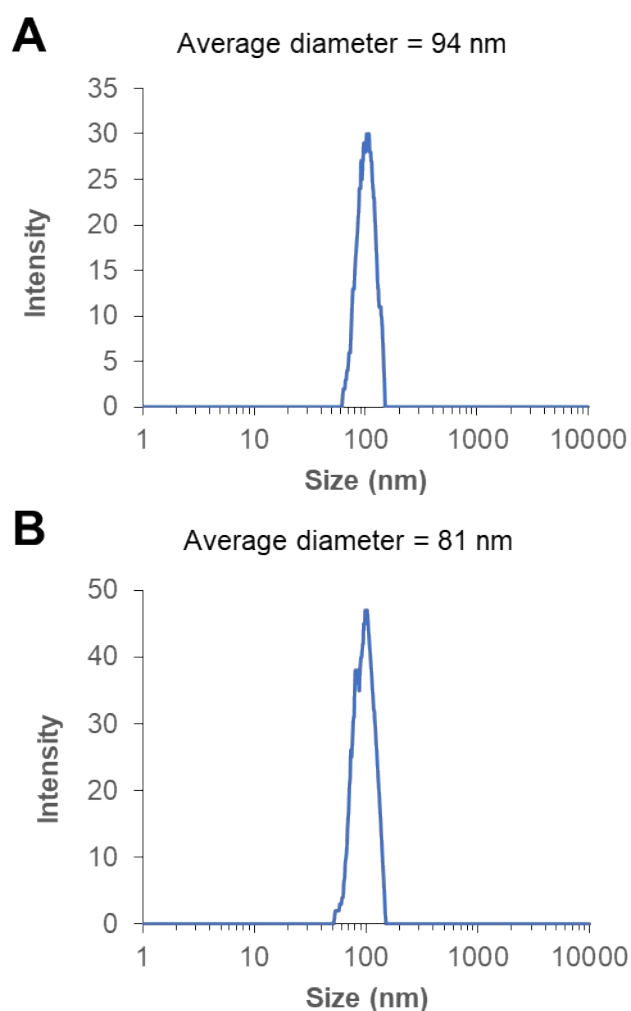 A
Average diameter = 94 nm
35
30
25
20
15
10
5
0
Intensity
1 10 100 1000 10000
Size (nm)
B
Average diameter = 81 nm
50
40
30
20
10
0
Intensity
1 10 100 1000 10000
Size (nm)